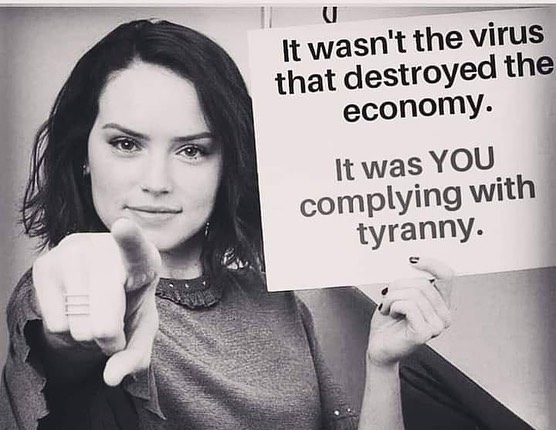 It wasn't the virus
that destroyed the
economy.
It was YOU
complying with
tyranny.